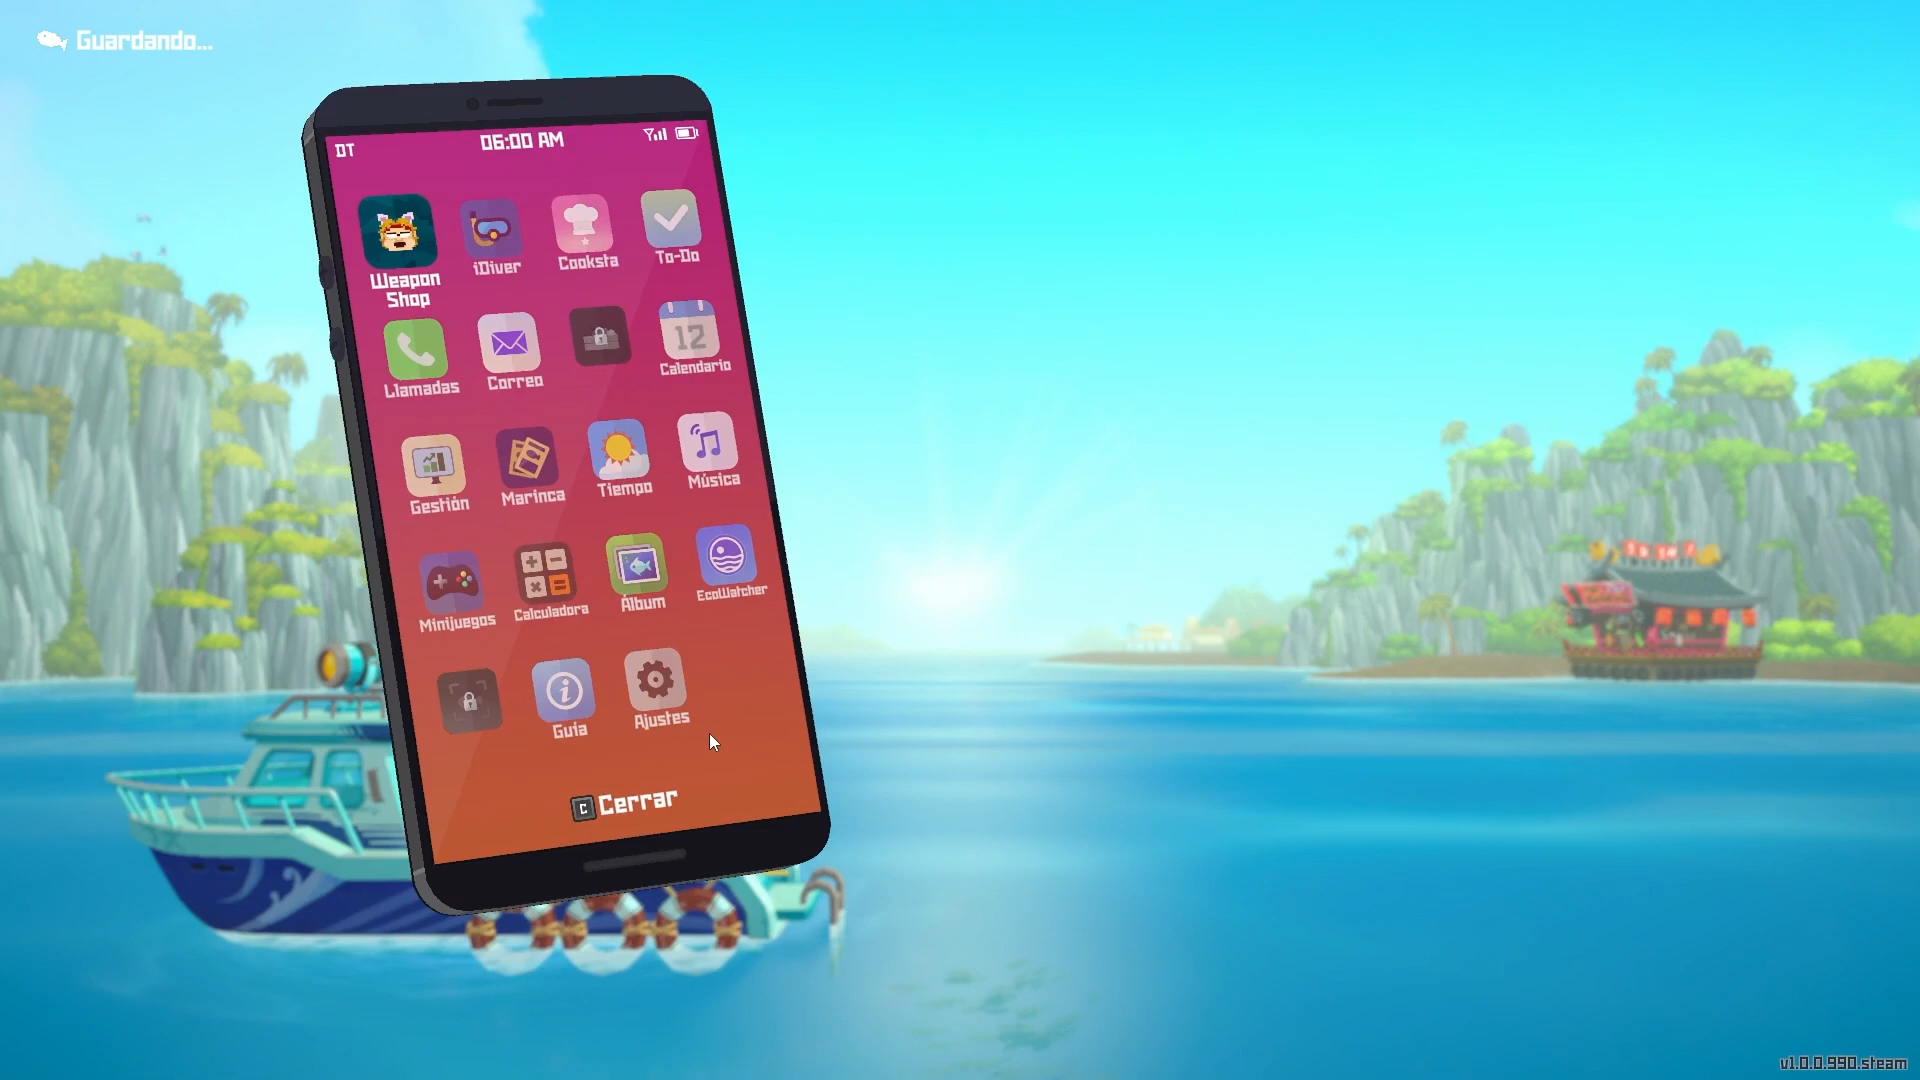 Guardando...
DT
06:00 AM
Weapon
Shop
iDiver
Cooksta
To-Do
Llamadas
Correo
12
Calendario
Gestión
Marinca
Tiempo
Música
Minijuegos
Calculadora
Álbum
EcoWatcher
Guía
Ajustes
C Cerrar
v1.0.0.990.steam